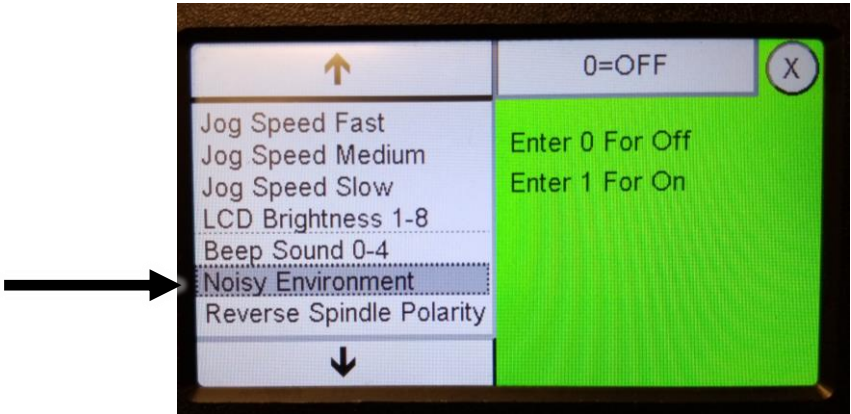 0=OFF
X
Jog Speed Fast
Jog Speed Medium
Jog Speed Slow
LCD Brightness 1-8
Beep Sound 0-4
Noisy Environment
Reverse Spindle Polarity
Enter 0 For Off
Enter 1 For On